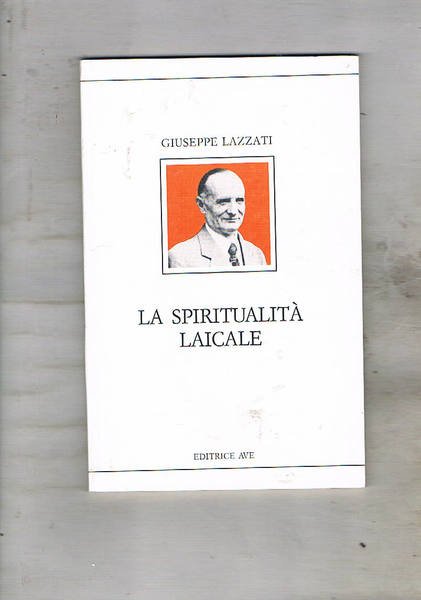 GIUSEPPE LAZZATI
LA SPIRITUALITÀ
LAICALE
EDITRICE AVE